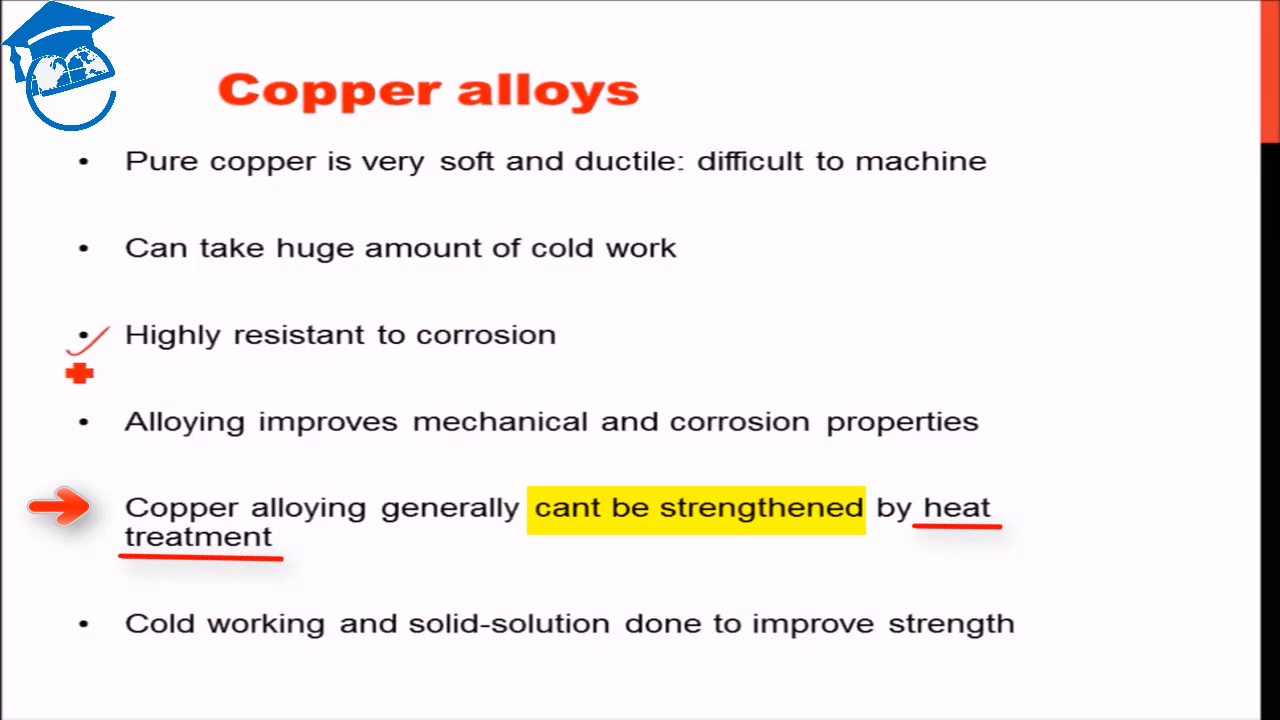 Copper alloys
• Pure copper is very soft and ductile: difficult to machine
• Can take huge amount of cold work
• Highly resistant to corrosion
• Alloying improves mechanical and corrosion properties
Copper alloying generally cant be strengthened by heat
treatment
• Cold working and solid-solution done to improve strength